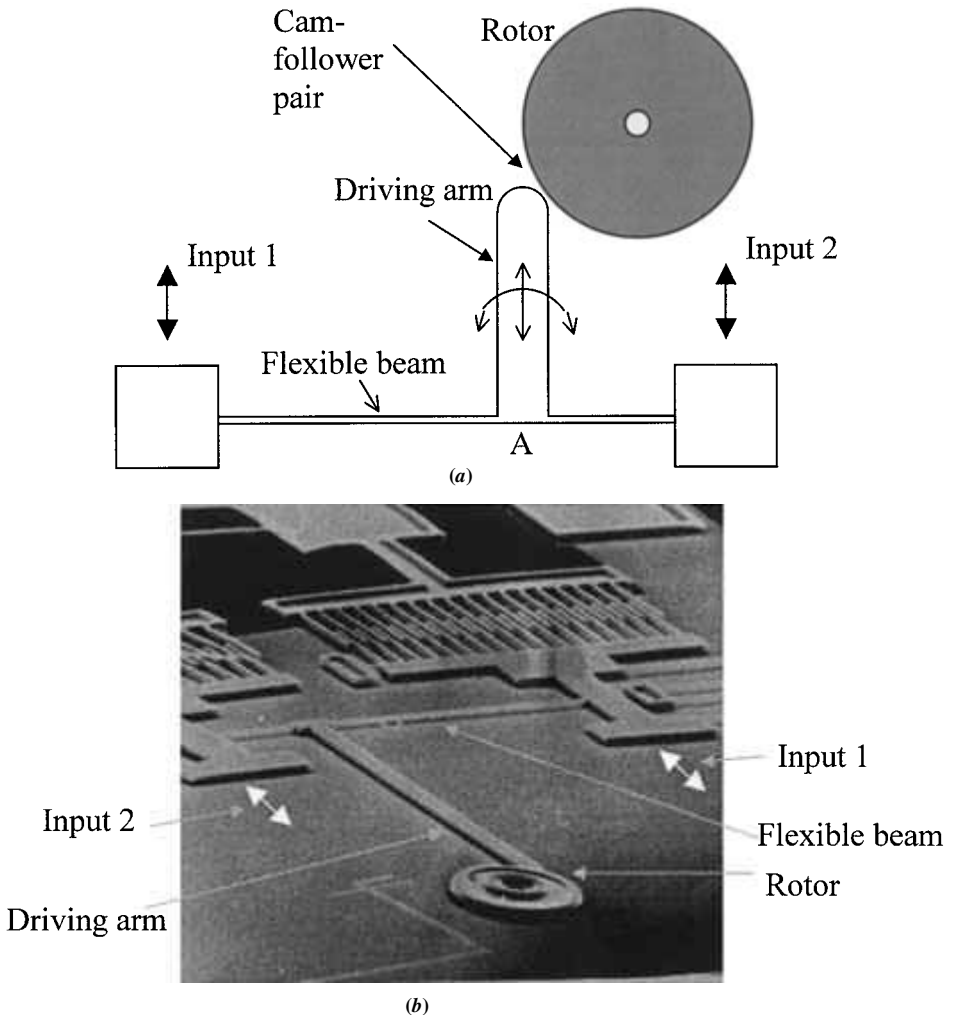 Cam-
follower
pair
Rotor
Driving arm
Input 1
Input 2
Flexible beam
A
(a)
Input 1
Input 2
Flexible beam
Rotor
Driving arm
(b)